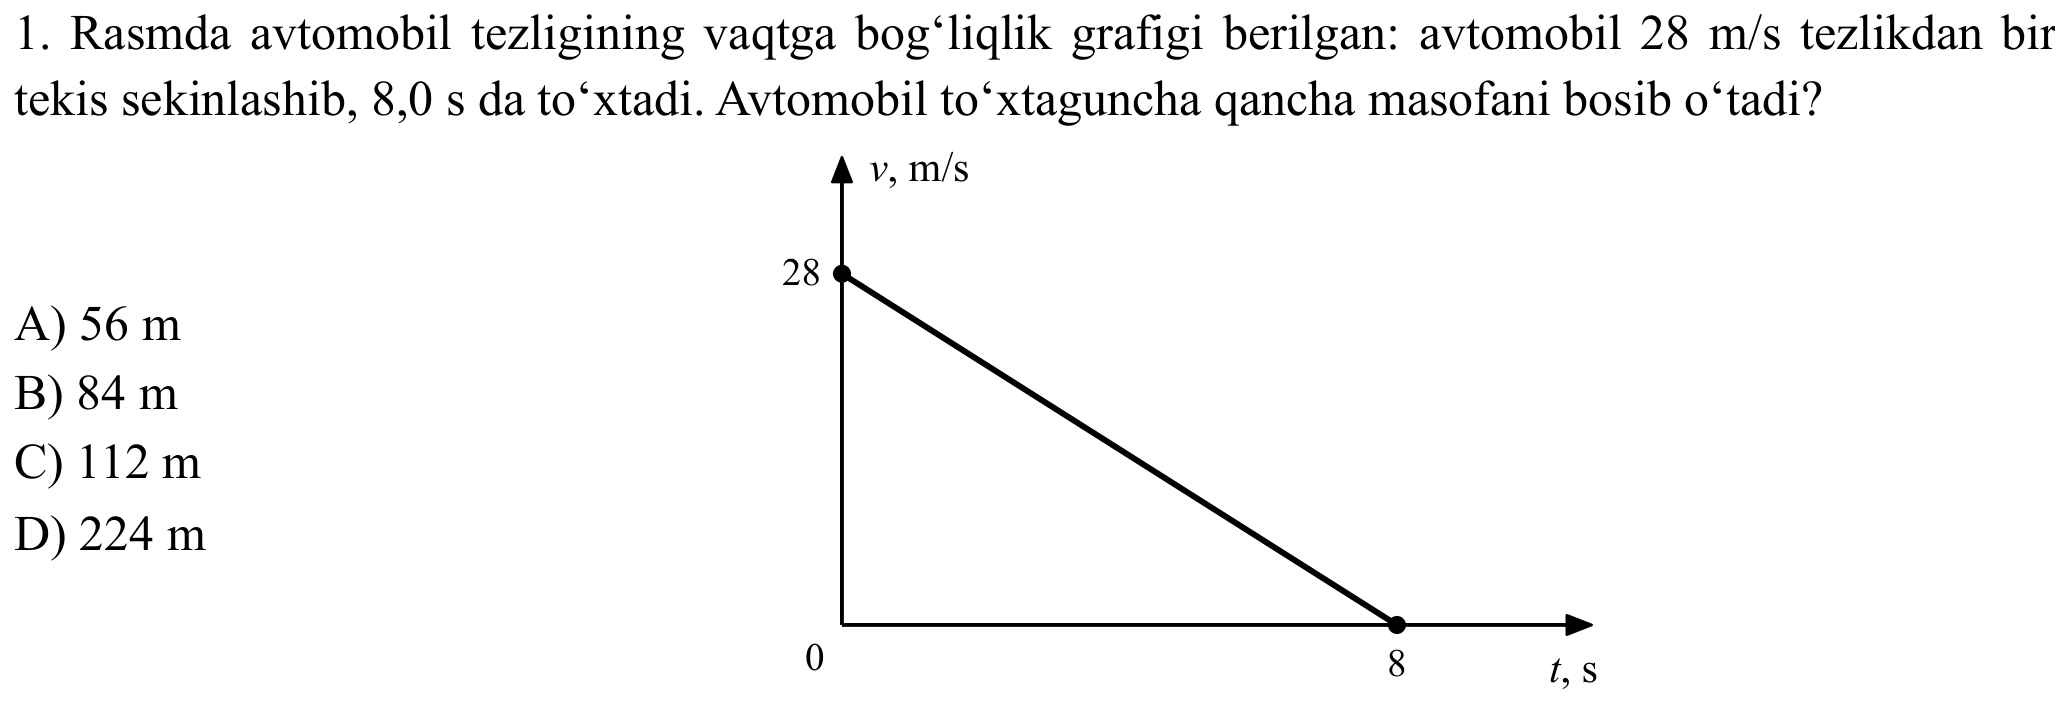 1. Rasmda avtomobil tezligining vaqtga bog‘liqlik grafigi berilgan: avtomobil 28 m/s tezlikdan bir
tekis sekinlashib, 8,0 s da to‘xtadi. Avtomobil to‘xtaguncha qancha masofani bosib o‘tadi?
v, m/s
28
A) 56 m
B) 84 m
C) 112 m
D) 224 m
0
8
t, s